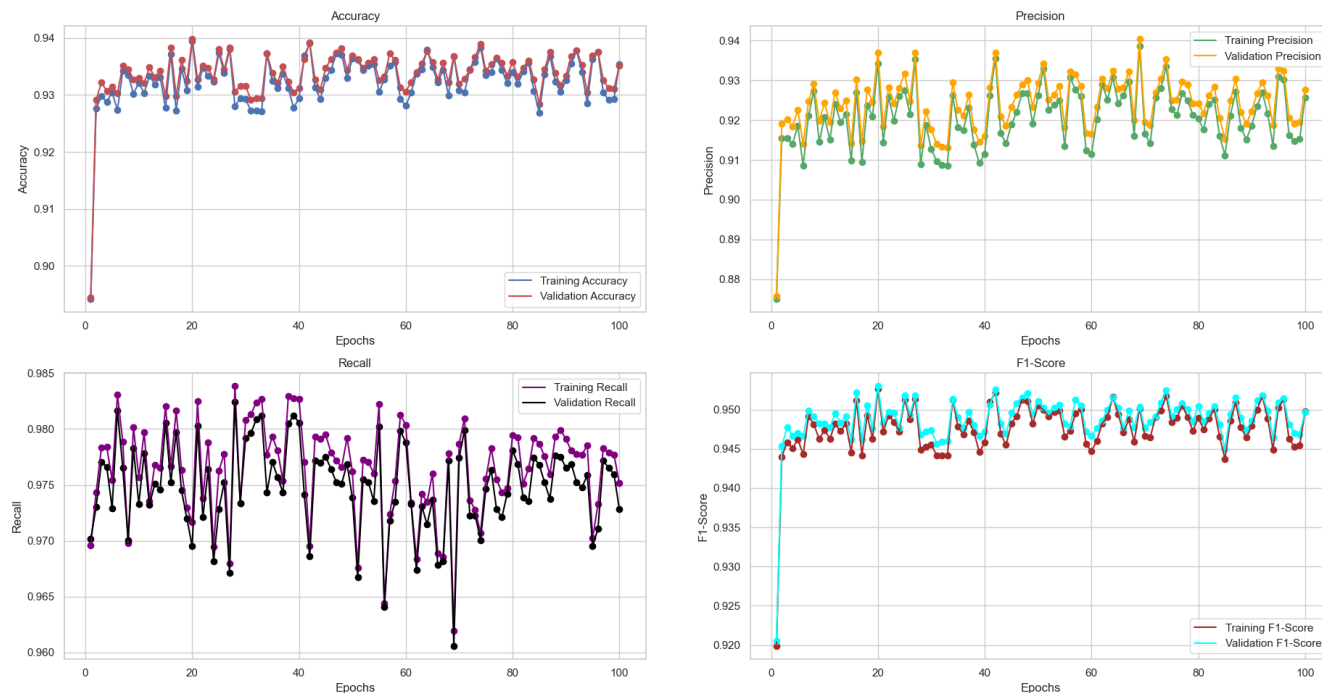 Accuracy
0.94
0.93
0.92
0.91
0.90
Accuracy
Training Accuracy
Validation Accuracy
0
20
40
60
80
100
Epochs
Precision
0.94
0.93
0.92
0.91
0.90
0.89
0.88
Precision
Training Precision
Validation Precision
0
20
40
60
80
100
Epochs
Recall
0.985
0.980
0.975
0.970
0.965
0.960
Recall
Training Recall
Validation Recall
0
20
40
60
80
100
Epochs
F1-Score
0.950
0.945
0.940
0.935
0.930
0.925
0.920
F1-Score
Training F1-Score
Validation F1-Score
0
20
40
60
80
100
Epochs